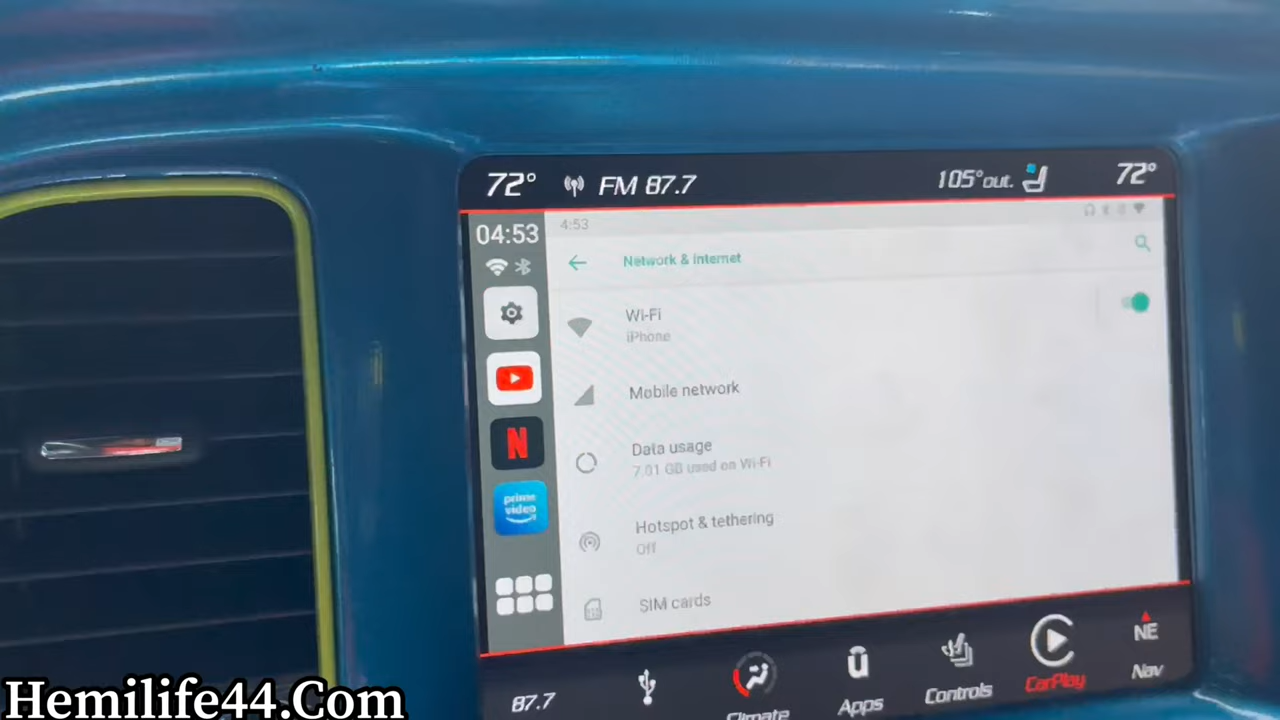 72° FM 87.7 105°out. 72°
04:53
4:53
Network & internet
Wi-Fi
iPhone
Mobile network
Data usage
7.01 GB used on Wi-Fi
Hotspot & tethering
Off
SIM cards
N
prime
video
87.7
Climate
Apps
Controls
CarPlay
NE
Nav
Hemilife44.Com